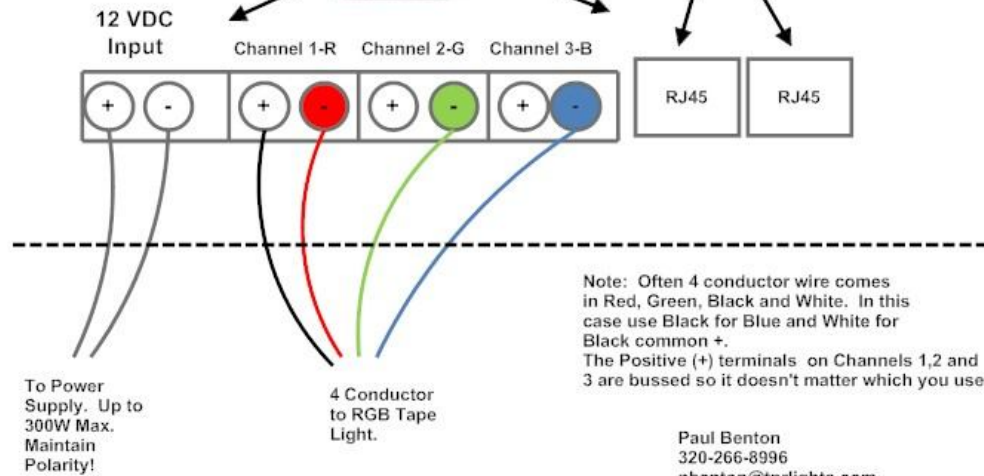 12 VDC
Input
Channel 1-R
Channel 2-G
Channel 3-B
+
-
+
-
+
-
+
-
RJ45
RJ45
Note: Often 4 conductor wire comes
in Red, Green, Black and White. In this
case use Black for Blue and White for
Black common +.
The Positive (+) terminals on Channels 1,2 and
3 are bussed so it doesn't matter which you use
To Power
Supply. Up to
300W Max.
Maintain
Polarity!
4 Conductor
to RGB Tape
Light.
Paul Benton
320-266-8996